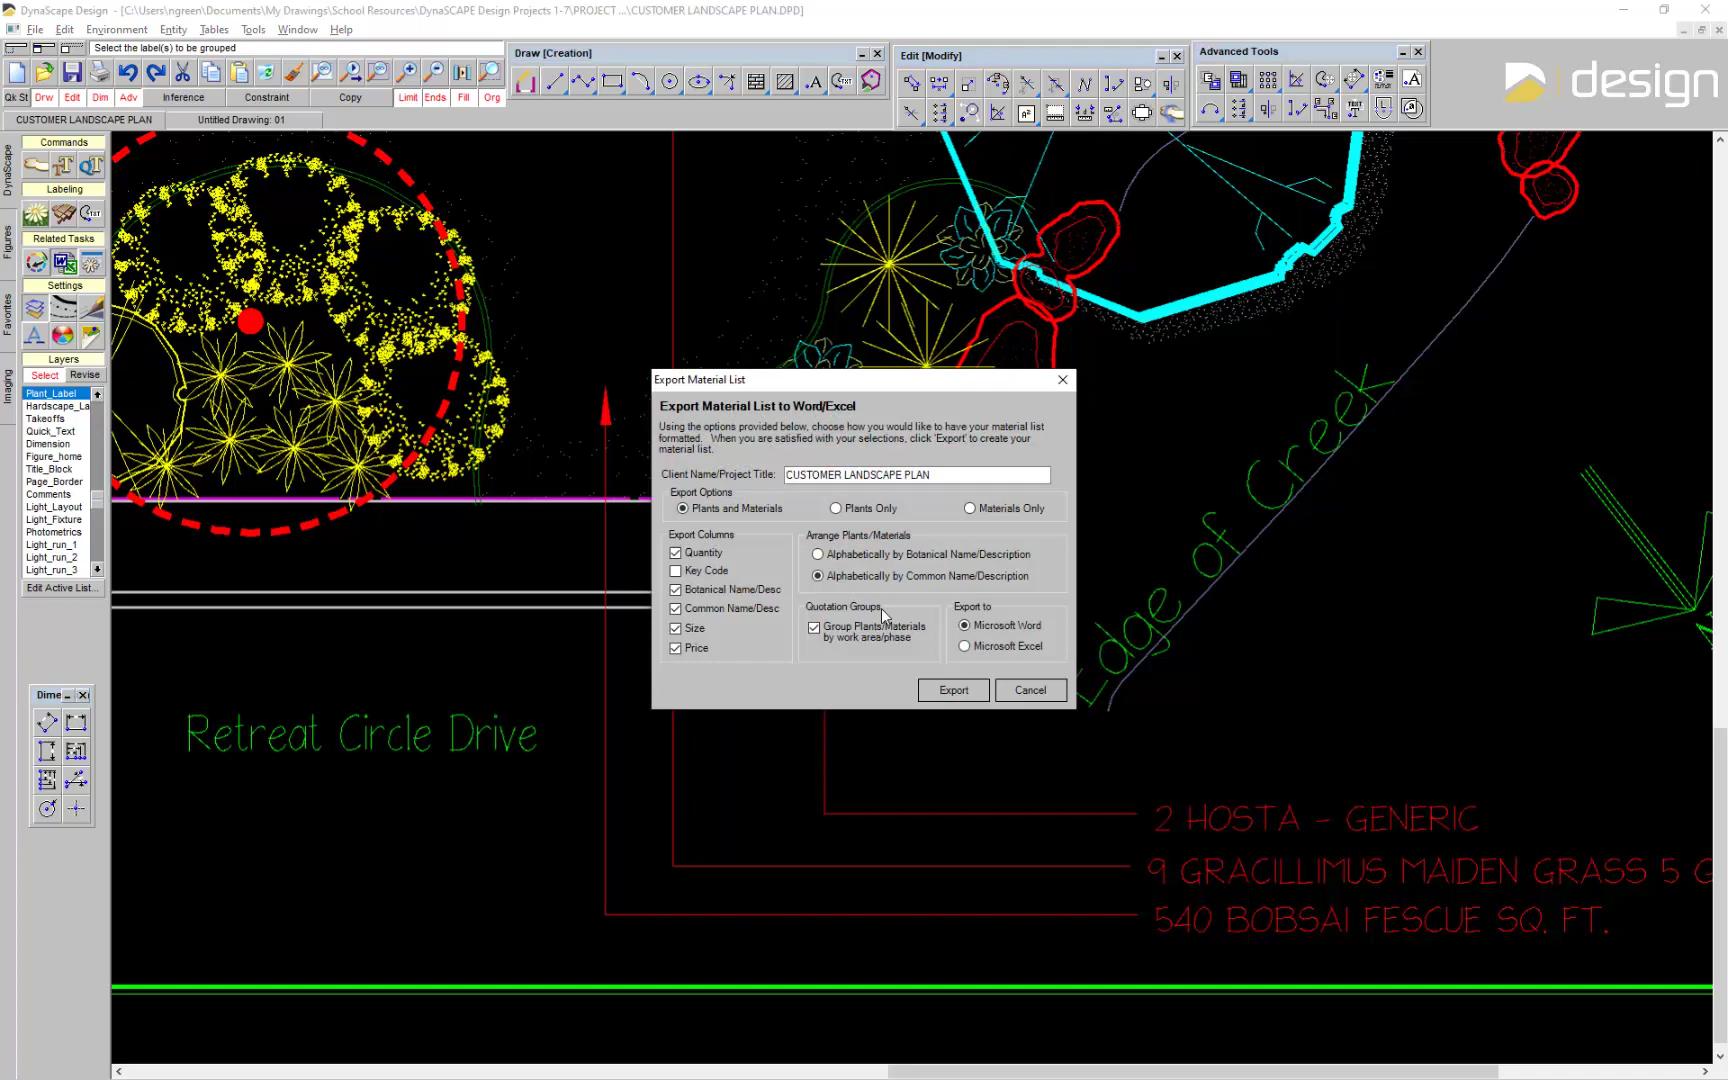 DynaSCAPE Design - [C:\Users\ngreen\Documents\My Drawings\School Resources\DynaSCAPE Design Projects 1-7\PROJECT ...\CUSTOMER LANDSCAPE PLAN.DPD]
File Edit Environment Entity Tables Tools Window Help
Select the label(s) to be grouped
Draw [Creation]
Edit [Modify]
Advanced Tools
design
Qk St Drw Edit Dim Adv Inference Constraint Copy Limit Ends Fill Org
CUSTOMER LANDSCAPE PLAN Untitled Drawing: 01
DynaScape
Figures
Favorites
Imaging
Commands
Labeling
Related Tasks
Settings
Layers
Select Revise
Plant_Label
Hardscape_La
Takeoffs
Quick_Text
Dimension
Figure_home
Title_Block
Page_Border
Comments
Light_Layout
Light_Fixture
Photometrics
Light_run_1
Light_run_2
Light_run_3
Edit Active List...
Dime
Export Material List
Export Material List to Word/Excel
Using the options provided below, choose how you would like to have your material list
formatted. When you are satisfied with your selections, click 'Export' to create your
material list.
Client Name/Project Title: CUSTOMER LANDSCAPE PLAN
Export Options
Plants and Materials Plants Only Materials Only
Export Columns
Quantity
Key Code
Botanical Name/Desc
Common Name/Desc
Size
Price
Arrange Plants/Materials
Alphabetically by Botanical Name/Description
Alphabetically by Common Name/Description
Quotation Groups
Group Plants/Materials
by work area/phase
Export to
Microsoft Word
Microsoft Excel
Export Cancel
Edge of Creek
Retreat Circle Drive
2 HOSTA - GENERIC
9 GRACILLIMUS MAIDEN GRASS 5 G
540 BOBSAI FESCUE SQ. FT.